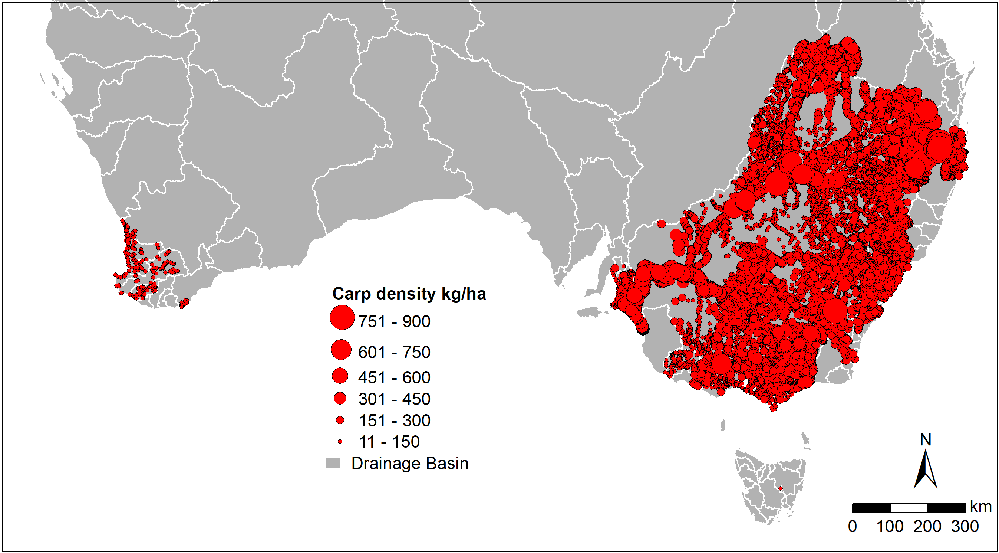 Carp density kg/ha
751 - 900
601 - 750
451 - 600
301 - 450
151 - 300
11 - 150
Drainage Basin
N
km
0 100 200 300